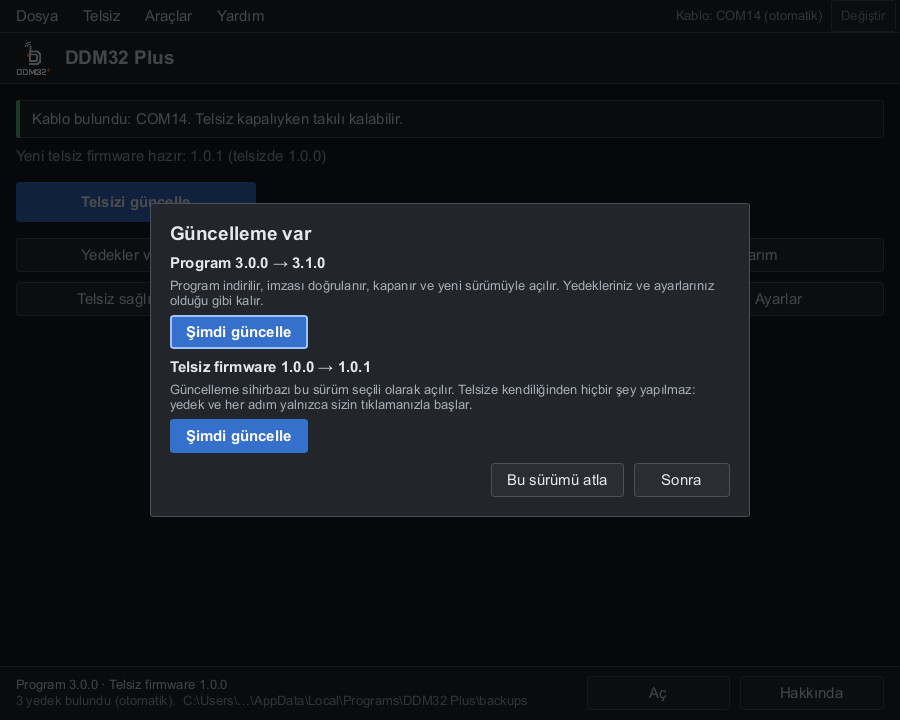 Dosya Telsiz Araçlar Yardım Kablo: COM14 (otomatik) Değiştir
DDM32 DDM32 Plus
Kablo bulundu: COM14. Telsiz kapalıyken takılı kalabilir.
Yeni telsiz firmware hazır: 1.0.1 (telsizde 1.0.0)
Telsizi güncelle
Yedekler
Ayarlar
Güncelleme var
Program 3.0.0 → 3.1.0
Program indirilir, imzası doğrulanır, kapanır ve yeni sürümüyle açılır. Yedekleriniz ve ayarlarınız
olduğu gibi kalır.
Şimdi güncelle
Telsiz firmware 1.0.0 → 1.0.1
Güncelleme sihirbazı bu sürüm seçili olarak açılır. Telsize kendiliğinden hiçbir şey yapılmaz:
yedek ve her adım yalnızca sizin tıklamanızla başlar.
Şimdi güncelle
Bu sürümü atla Sonra
Program 3.0.0 · Telsiz firmware 1.0.0
3 yedek bulundu (otomatik). C:\Users\...\AppData\Local\Programs\DDM32 Plus\backups
Aç Hakkında